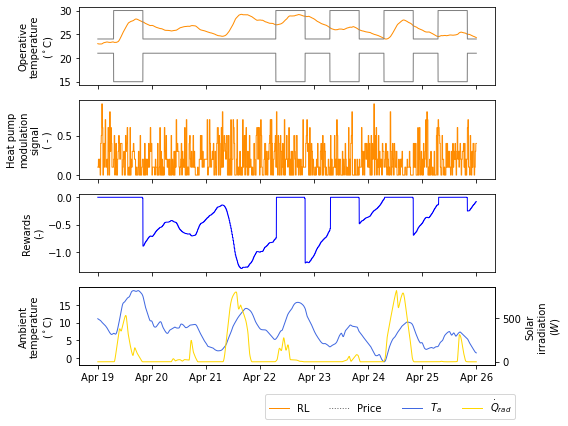 Operative
temperature
(°C)
30
25
20
15
Heat pump
modulation
signal
( - )
0.5
0.0
Rewards
(-)
0.0
−0.5
−1.0
Ambient
temperature
(°C)
15
10
5
0
Solar
irradiation
(W)
500
0
Apr 19 Apr 20 Apr 21 Apr 22 Apr 23 Apr 24 Apr 25 Apr 26
RL Price T_a Q̇_rad